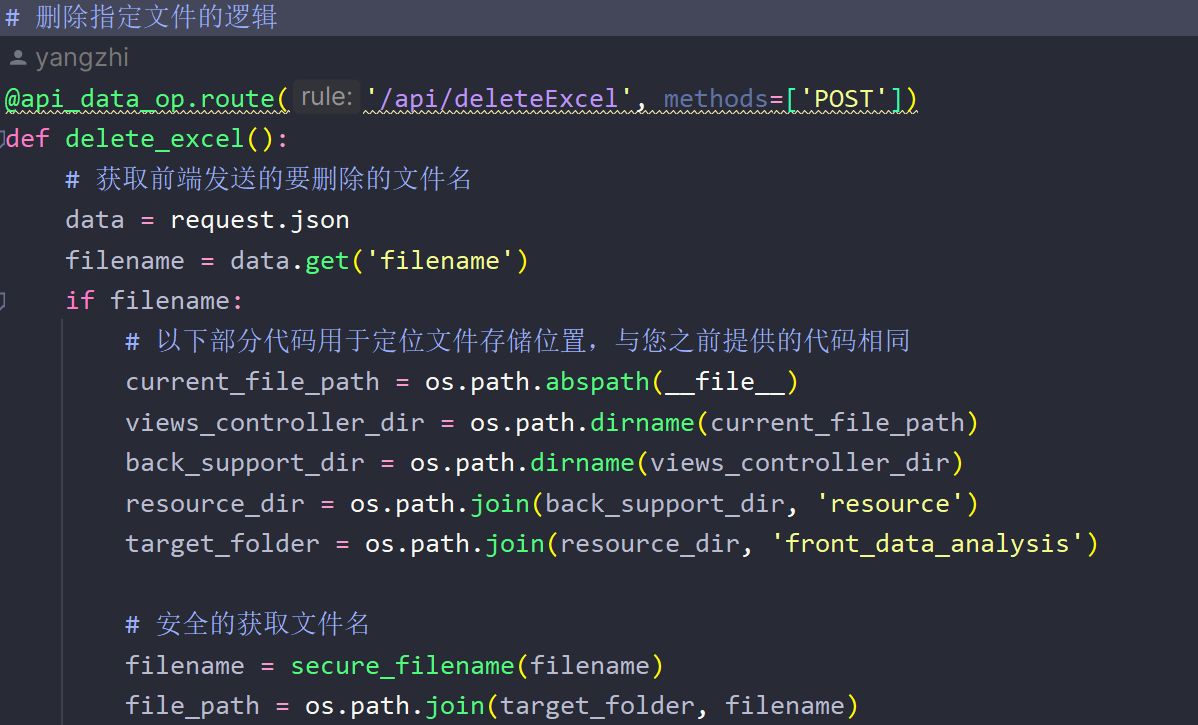 # 删除指定文件的逻辑
yangzhi
@api_data_op.route( rule: '/api/deleteExcel', methods=['POST'])
def delete_excel():
    # 获取前端发送的要删除的文件名
    data = request.json
    filename = data.get('filename')
    if filename:
        # 以下部分代码用于定位文件存储位置，与您之前提供的代码相同
        current_file_path = os.path.abspath(__file__)
        views_controller_dir = os.path.dirname(current_file_path)
        back_support_dir = os.path.dirname(views_controller_dir)
        resource_dir = os.path.join(back_support_dir, 'resource')
        target_folder = os.path.join(resource_dir, 'front_data_analysis')
        # 安全的获取文件名
        filename = secure_filename(filename)
        file_path = os.path.join(target_folder, filename)